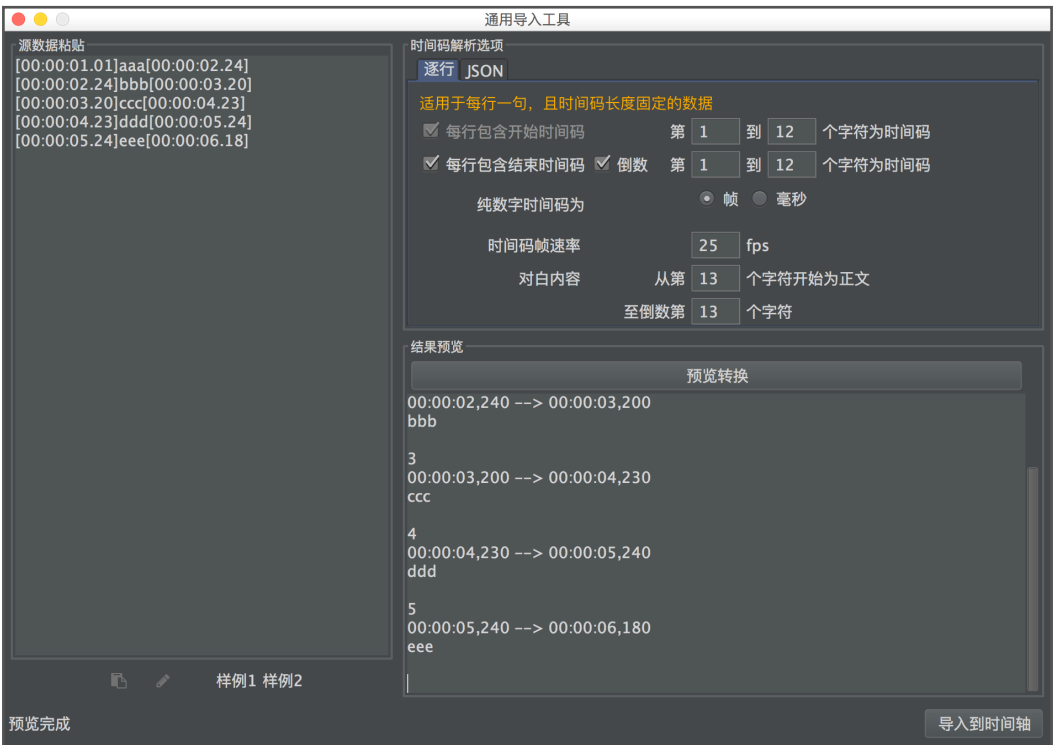 通用导入工具
源数据粘贴
[00:00:01.01]aaa[00:00:02.24]
[00:00:02.24]bbb[00:00:03.20]
[00:00:03.20]ccc[00:00:04.23]
[00:00:04.23]ddd[00:00:05.24]
[00:00:05.24]eee[00:00:06.18]
样例1 样例2
时间码解析选项
逐行 JSON
适用于每行一句，且时间码长度固定的数据
每行包含开始时间码 第 1 到 12 个字符为时间码
每行包含结束时间码 倒数 第 1 到 12 个字符为时间码
纯数字时间码为 帧 毫秒
时间码帧速率 25 fps
对白内容 从第 13 个字符开始为正文
至倒数第 13 个字符
结果预览
预览转换
00:00:02,240 --> 00:00:03,200
bbb
3
00:00:03,200 --> 00:00:04,230
ccc
4
00:00:04,230 --> 00:00:05,240
ddd
5
00:00:05,240 --> 00:00:06,180
eee
预览完成
导入到时间轴